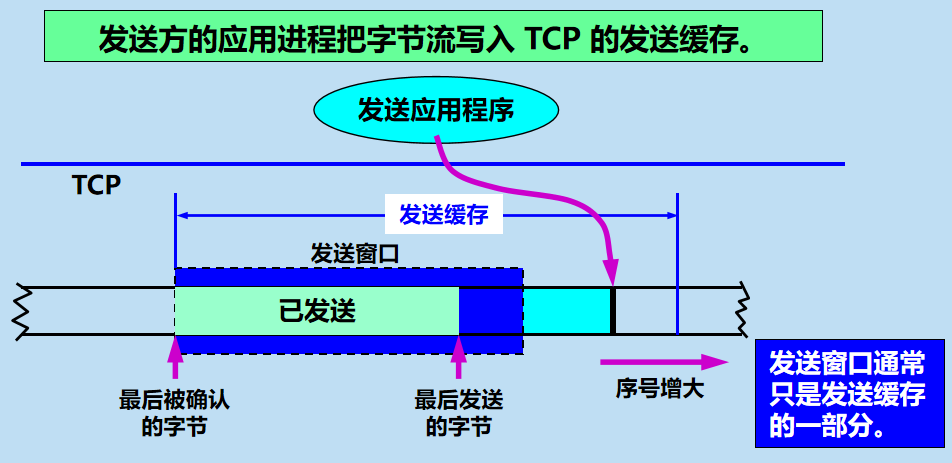 发送方的应用进程把字节流写入 TCP 的发送缓存。
发送应用程序
TCP
发送缓存
发送窗口
已发送
最后被确认
的字节
最后发送
的字节
序号增大
发送窗口通常
只是发送缓存
的一部分。